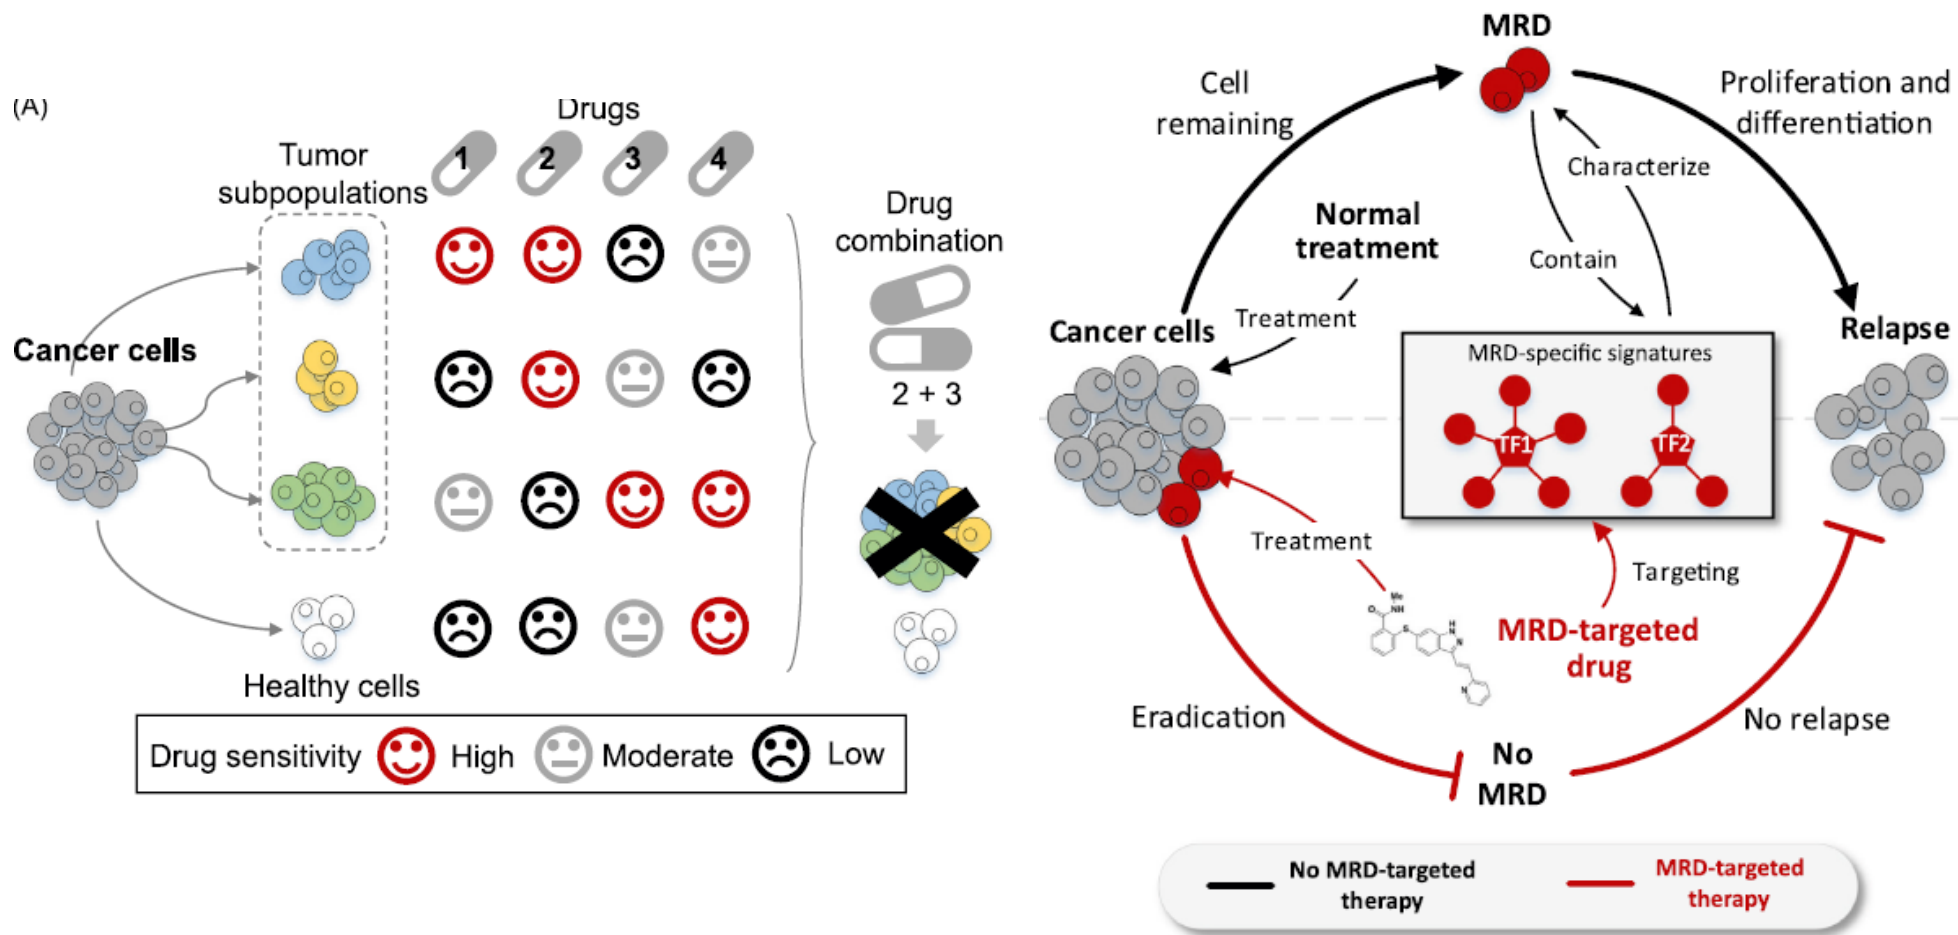 (A)
Drugs
1 2 3 4
Tumor
subpopulations
Cancer cells
Healthy cells
Drug
combination
2 + 3
Drug sensitivity High Moderate Low
MRD
Cell
remaining
Proliferation and
differentiation
Characterize
Contain
Normal
treatment
Treatment
Cancer cells
Relapse
MRD-specific signatures
TF1 TF2
Treatment
Targeting
MRD-targeted
drug
Me
O NH
S
H
N
N
N
Eradication
No relapse
No
MRD
No MRD-targeted
therapy
MRD-targeted
therapy